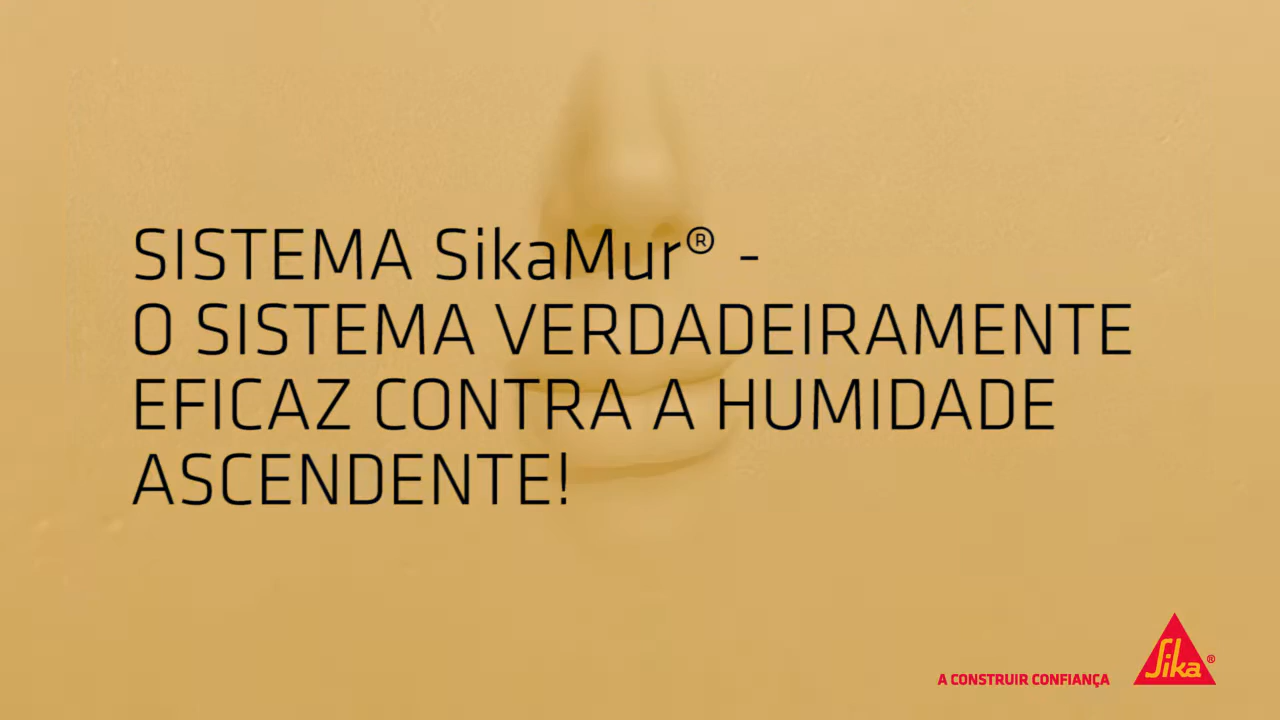 SISTEMA SikaMur® -
O SISTEMA VERDADEIRAMENTE
EFICAZ CONTRA A HUMIDADE
ASCENDENTE!
A CONSTRUIR CONFIANÇA
Sika®